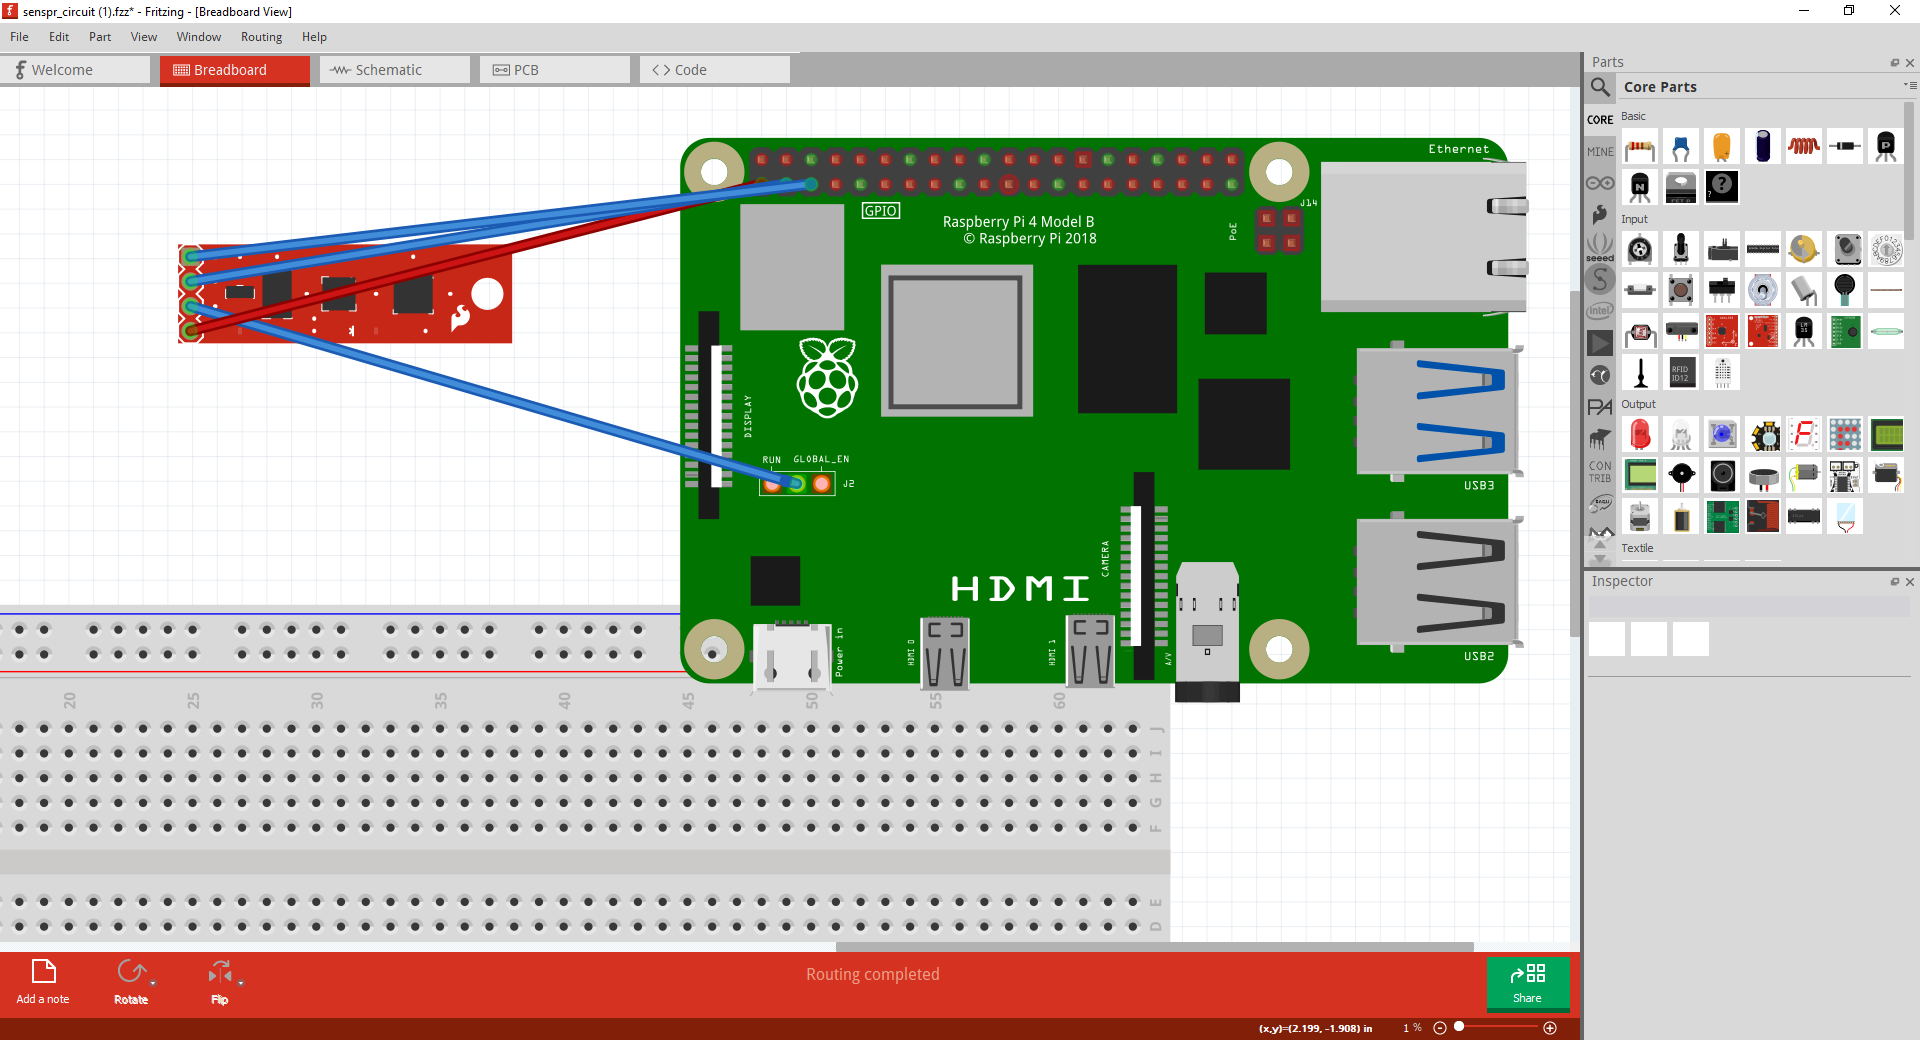 senspr_circuit (1).fzz* - Fritzing - [Breadboard View]
File Edit Part View Window Routing Help
Welcome Breadboard Schematic PCB Code
Parts
Core Parts
CORE
MINE
seeed
intel
PA
CON
TRIB
Basic
Input
RFID
ID12
Output
Textile
Inspector
Ethernet
GPIO
Raspberry Pi 4 Model B
© Raspberry Pi 2018
PoE
J14
DISPLAY
RUN GLOBAL_EN
J2
USB3
CAMERA
HDMI
Power in
HDMI 0
HDMI 1
A/V
USB2
20 25 30 35 40 45 50 55 60
J
I
H
G
F
E
D
Add a note
Rotate
Flip
Routing completed
Share
(x,y)=(2.199, -1.908) in 1 %